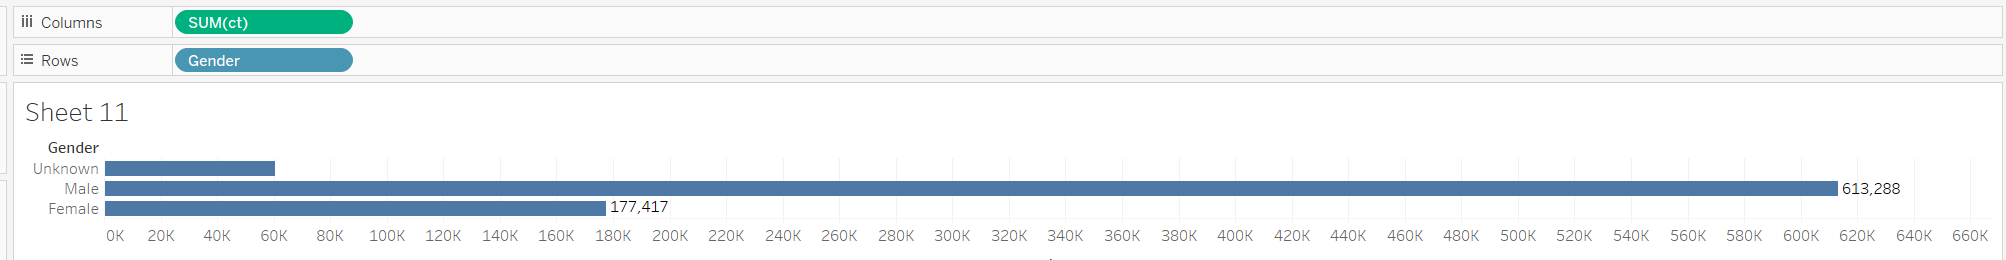 Columns SUM(ct)
Rows Gender
Sheet 11
Gender
Unknown
Male 613,288
Female 177,417
0K 20K 40K 60K 80K 100K 120K 140K 160K 180K 200K 220K 240K 260K 280K 300K 320K 340K 360K 380K 400K 420K 440K 460K 480K 500K 520K 540K 560K 580K 600K 620K 640K 660K